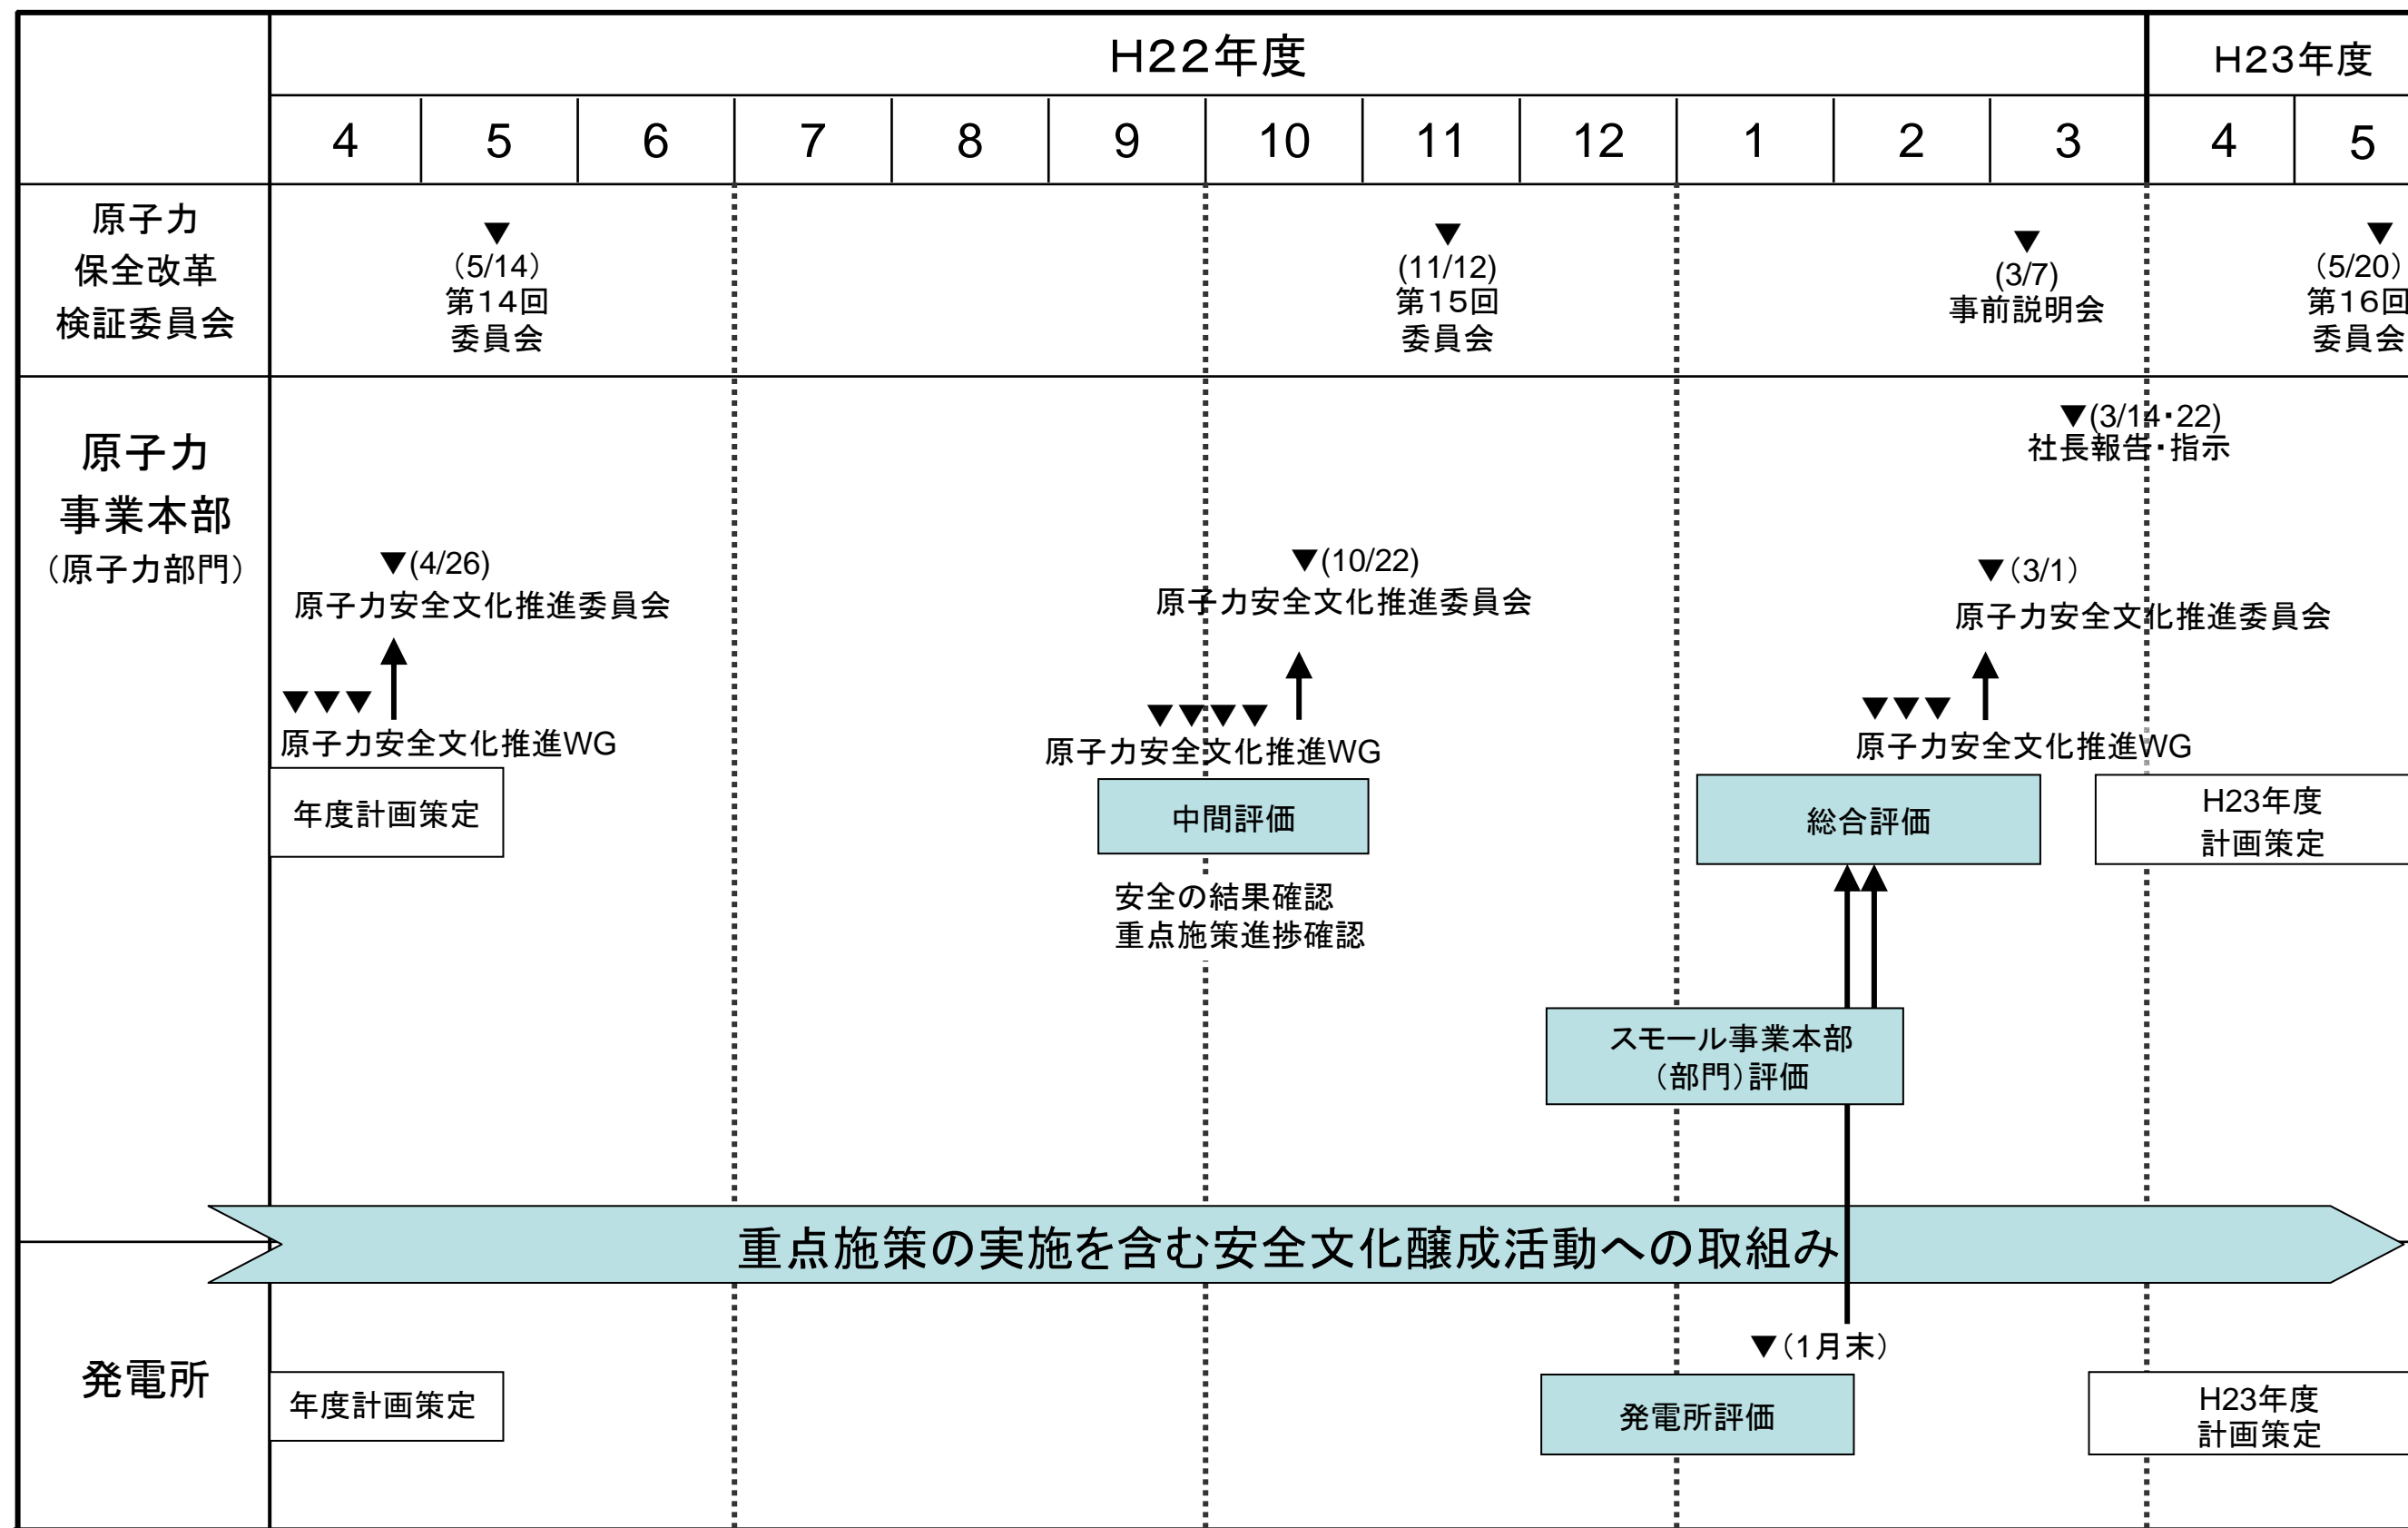 H22年度
H23年度
4 5 6 7 8 9 10 11 12 1 2 3 4 5
原子力
保全改革
検証委員会
▼
（5/14）
第14回
委員会
▼
(11/12)
第15回
委員会
▼
(3/7)
事前説明会
▼
（5/20）
第16回
委員会
原子力
事業本部
（原子力部門）
▼(3/14・22)
社長報告・指示
▼(4/26)
原子力安全文化推進委員会
▼(10/22)
原子力安全文化推進委員会
▼（3/1）
原子力安全文化推進委員会
▼▼▼
原子力安全文化推進WG
▼▼▼▼
原子力安全文化推進WG
▼▼▼
原子力安全文化推進WG
年度計画策定
中間評価
総合評価
H23年度
計画策定
安全の結果確認
重点施策進捗確認
スモール事業本部
（部門）評価
重点施策の実施を含む安全文化醸成活動への取組み
発電所
▼（1月末）
年度計画策定
発電所評価
H23年度
計画策定